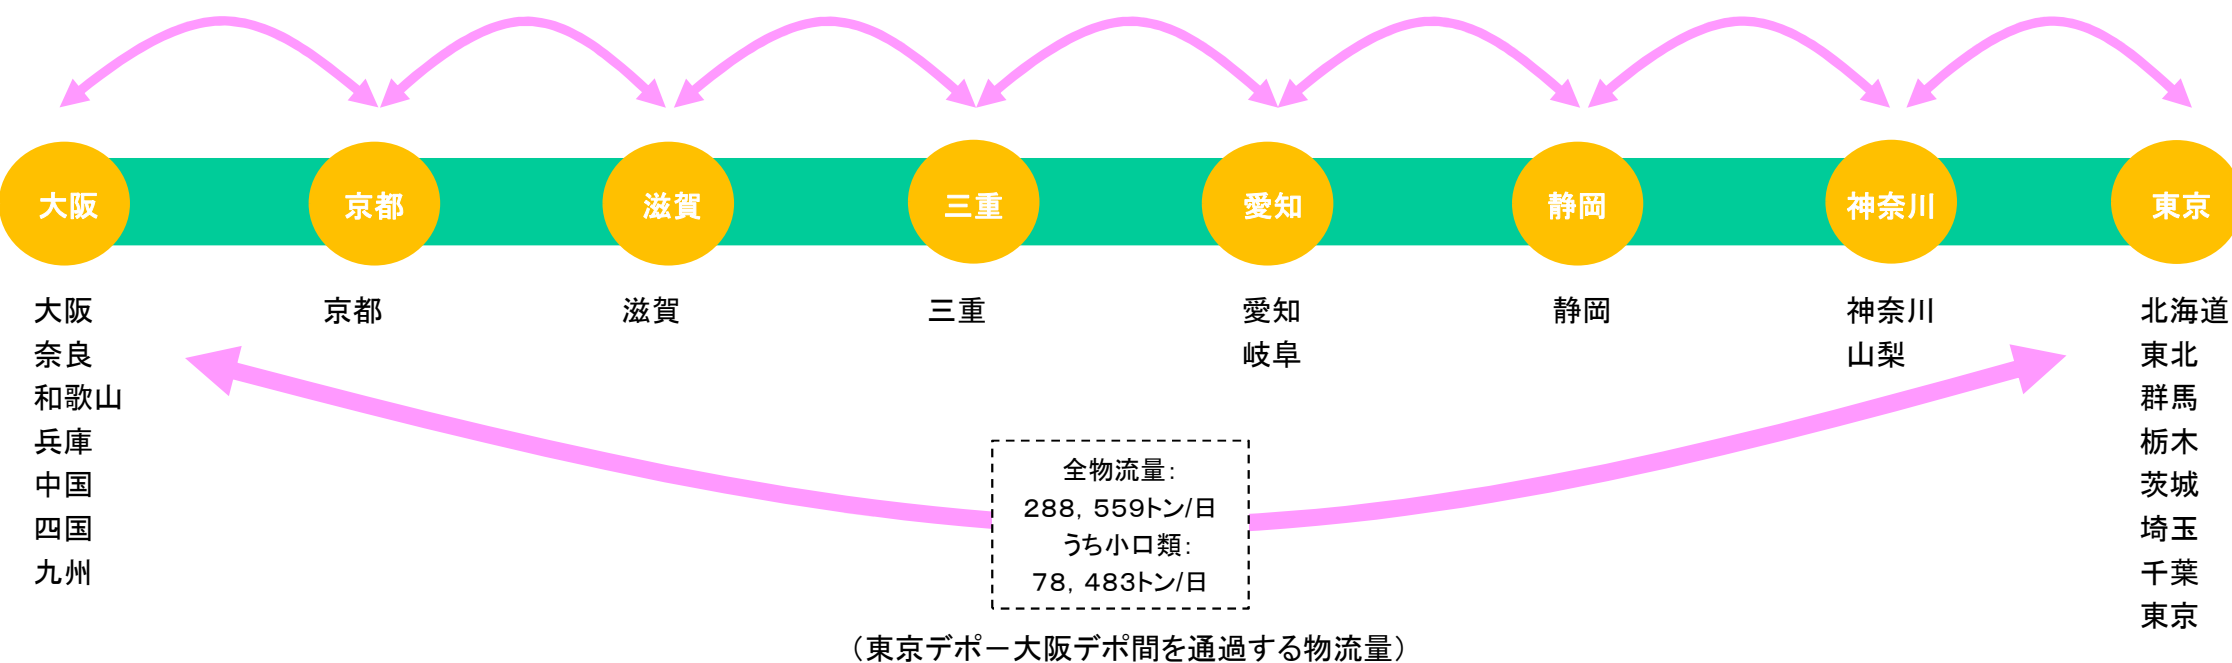 大阪
京都
滋賀
三重
愛知
静岡
神奈川
東京
大阪
奈良
和歌山
兵庫
中国
四国
九州
京都
滋賀
三重
愛知
岐阜
静岡
神奈川
山梨
北海道
東北
群馬
栃木
茨城
埼玉
千葉
東京
全物流量：
288，559トン/日
うち小口類：
78，483トン/日
（東京デポー大阪デポ間を通過する物流量）